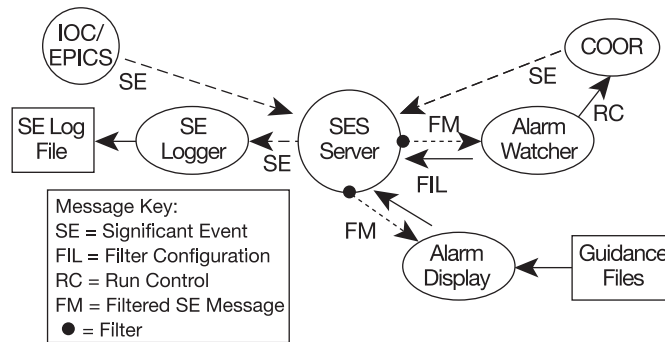 IOC/
EPICS
COOR
SE
SE
SE Log
File
SE
Logger
SE
SES
Server
FM
Alarm
Watcher
RC
FIL
Message Key:
SE = Significant Event
FIL = Filter Configuration
RC = Run Control
FM = Filtered SE Message
● = Filter
FM
Alarm
Display
Guidance
Files